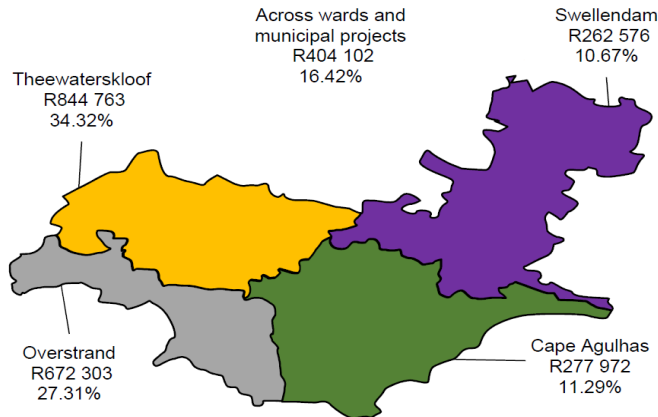 Across wards and
municipal projects
R404 102
16.42%
Swellendam
R262 576
10.67%
Theewaterskloof
R844 763
34.32%
Overstrand
R672 303
27.31%
Cape Agulhas
R277 972
11.29%